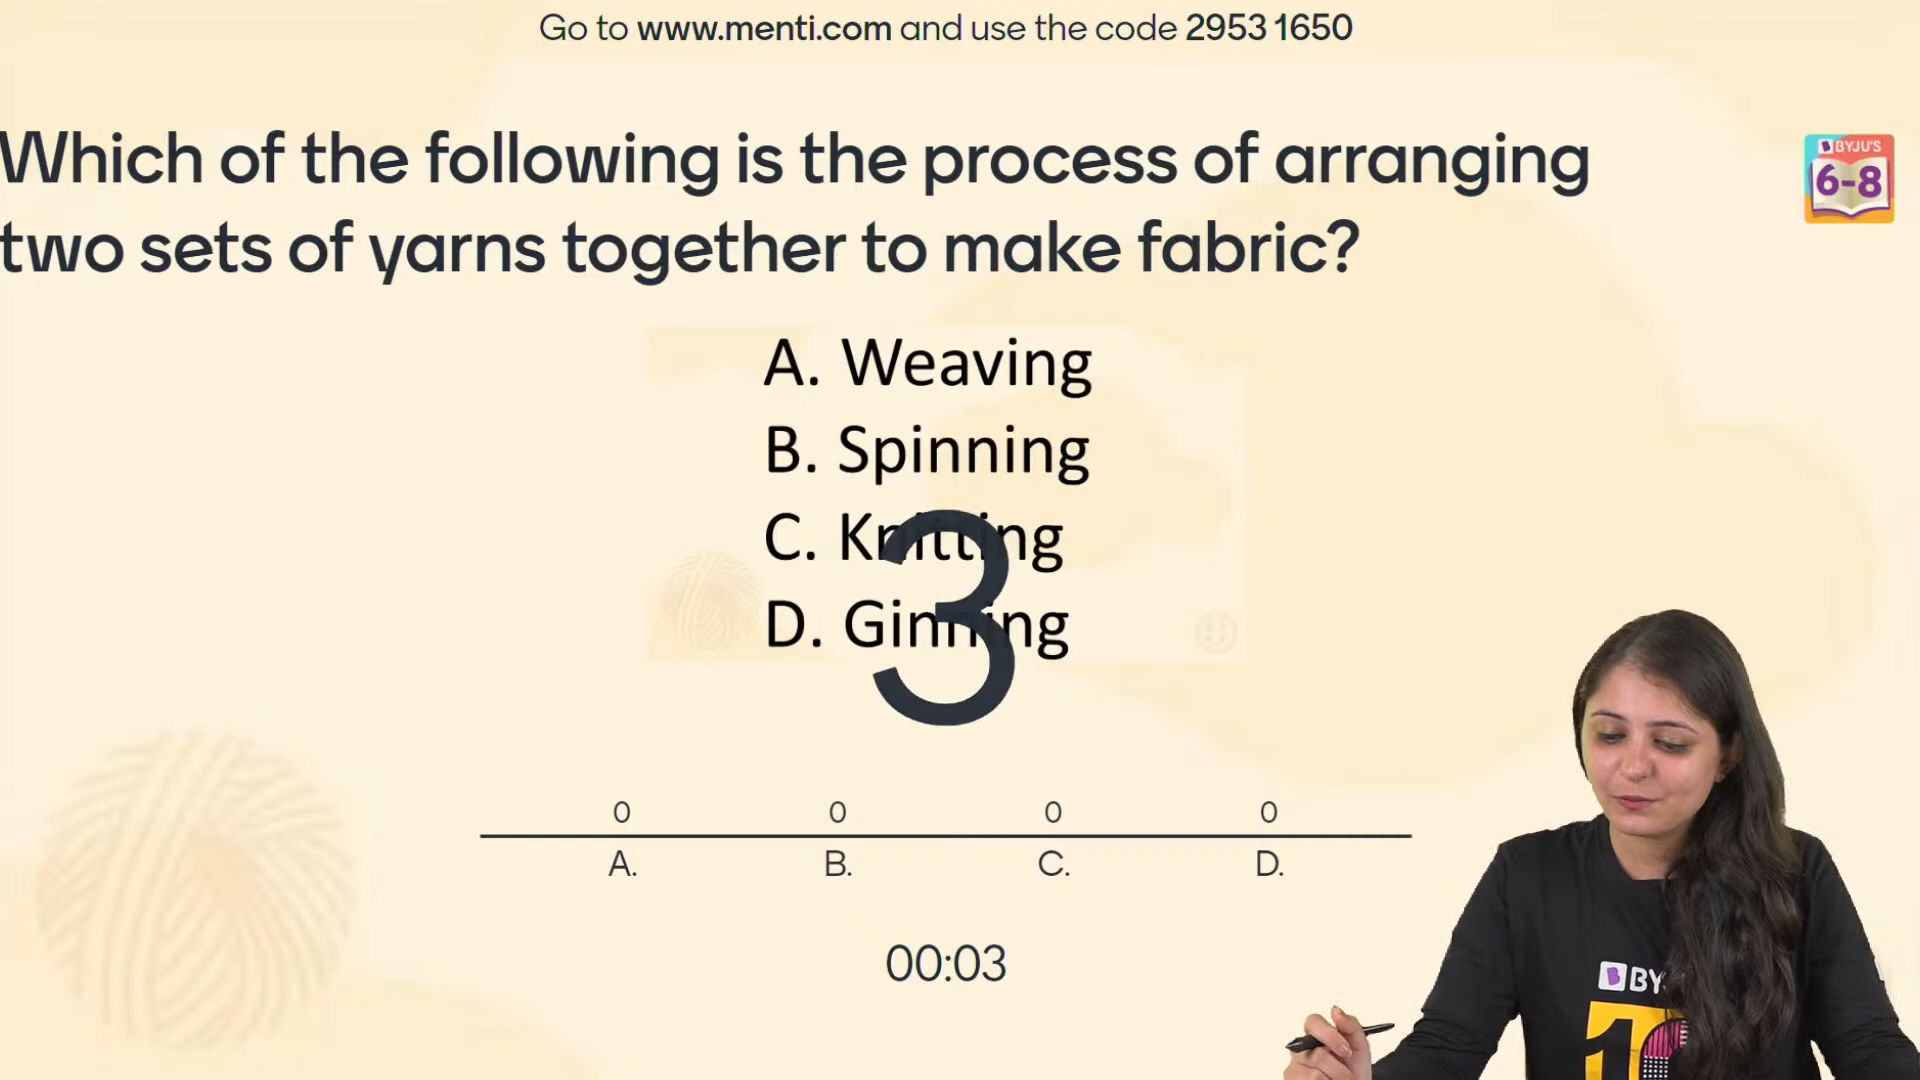 Go to www.menti.com and use the code 2953 1650
Which of the following is the process of arranging
two sets of yarns together to make fabric?
BYJU'S
6-8
A. Weaving
B. Spinning
C. Knitting
D. Ginning
3
0 0 0 0
A. B. C. D.
00:03
BY
10